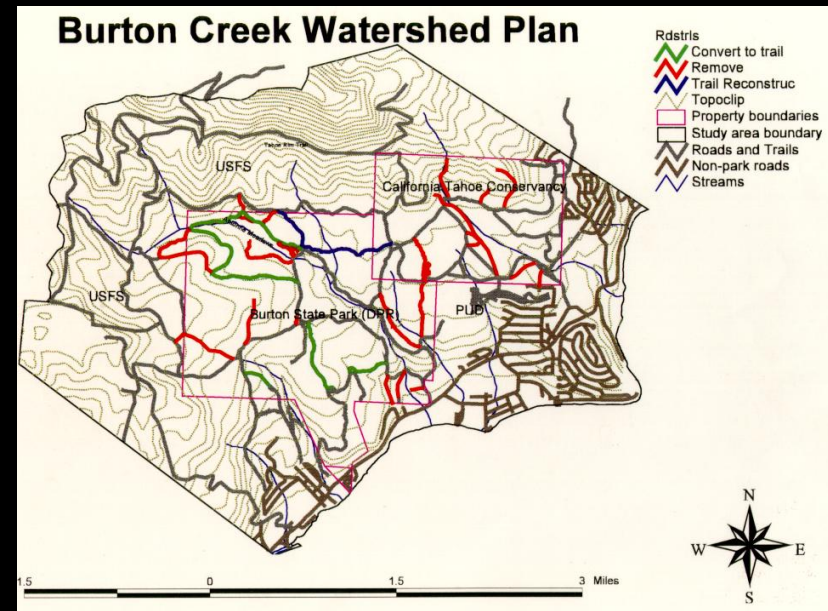 Burton Creek Watershed Plan
Rdstrls
Convert to trail
Remove
Trail Reconstruc
Topoclip
Property boundaries
Study area boundary
Roads and Trails
Non-park roads
Streams
USFS
California Tahoe Conservancy
USFS
Burton State Park (DPR)
PUD
N
W
E
S
1.5
0
1.5
3 Miles